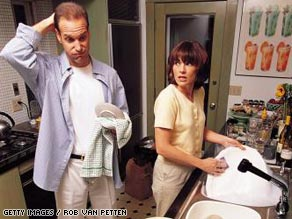 GETTY IMAGES / ROB VAN PETTEN